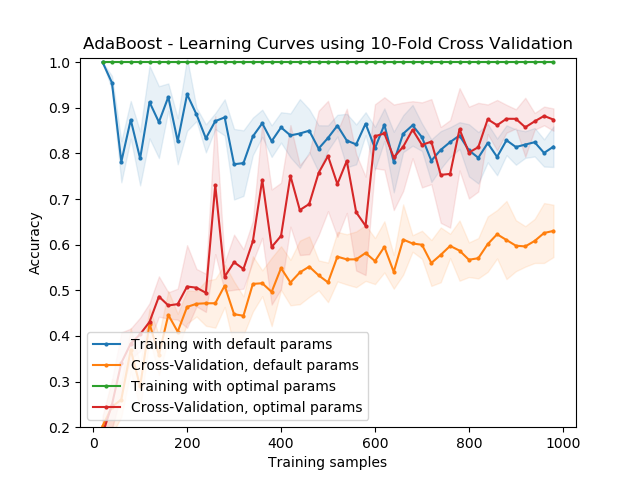 AdaBoost - Learning Curves using 10-Fold Cross Validation
1.0
0.9
0.8
0.7
0.6
0.5
0.4
0.3
0.2
Accuracy
Training with default params
Cross-Validation, default params
Training with optimal params
Cross-Validation, optimal params
0 200 400 600 800 1000
Training samples